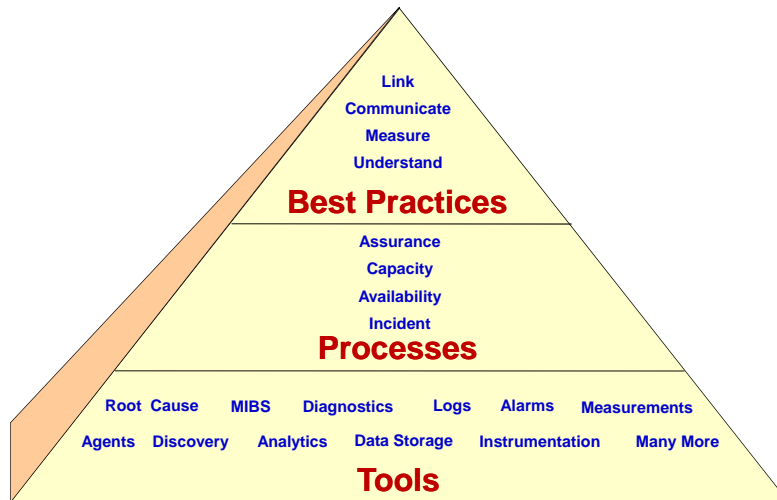 Link
Communicate
Measure
Understand
Best Practices
Assurance
Capacity
Availability
Incident
Processes
Root Cause MIBS Diagnostics Logs Alarms Measurements
Agents Discovery Analytics Data Storage Instrumentation Many More
Tools